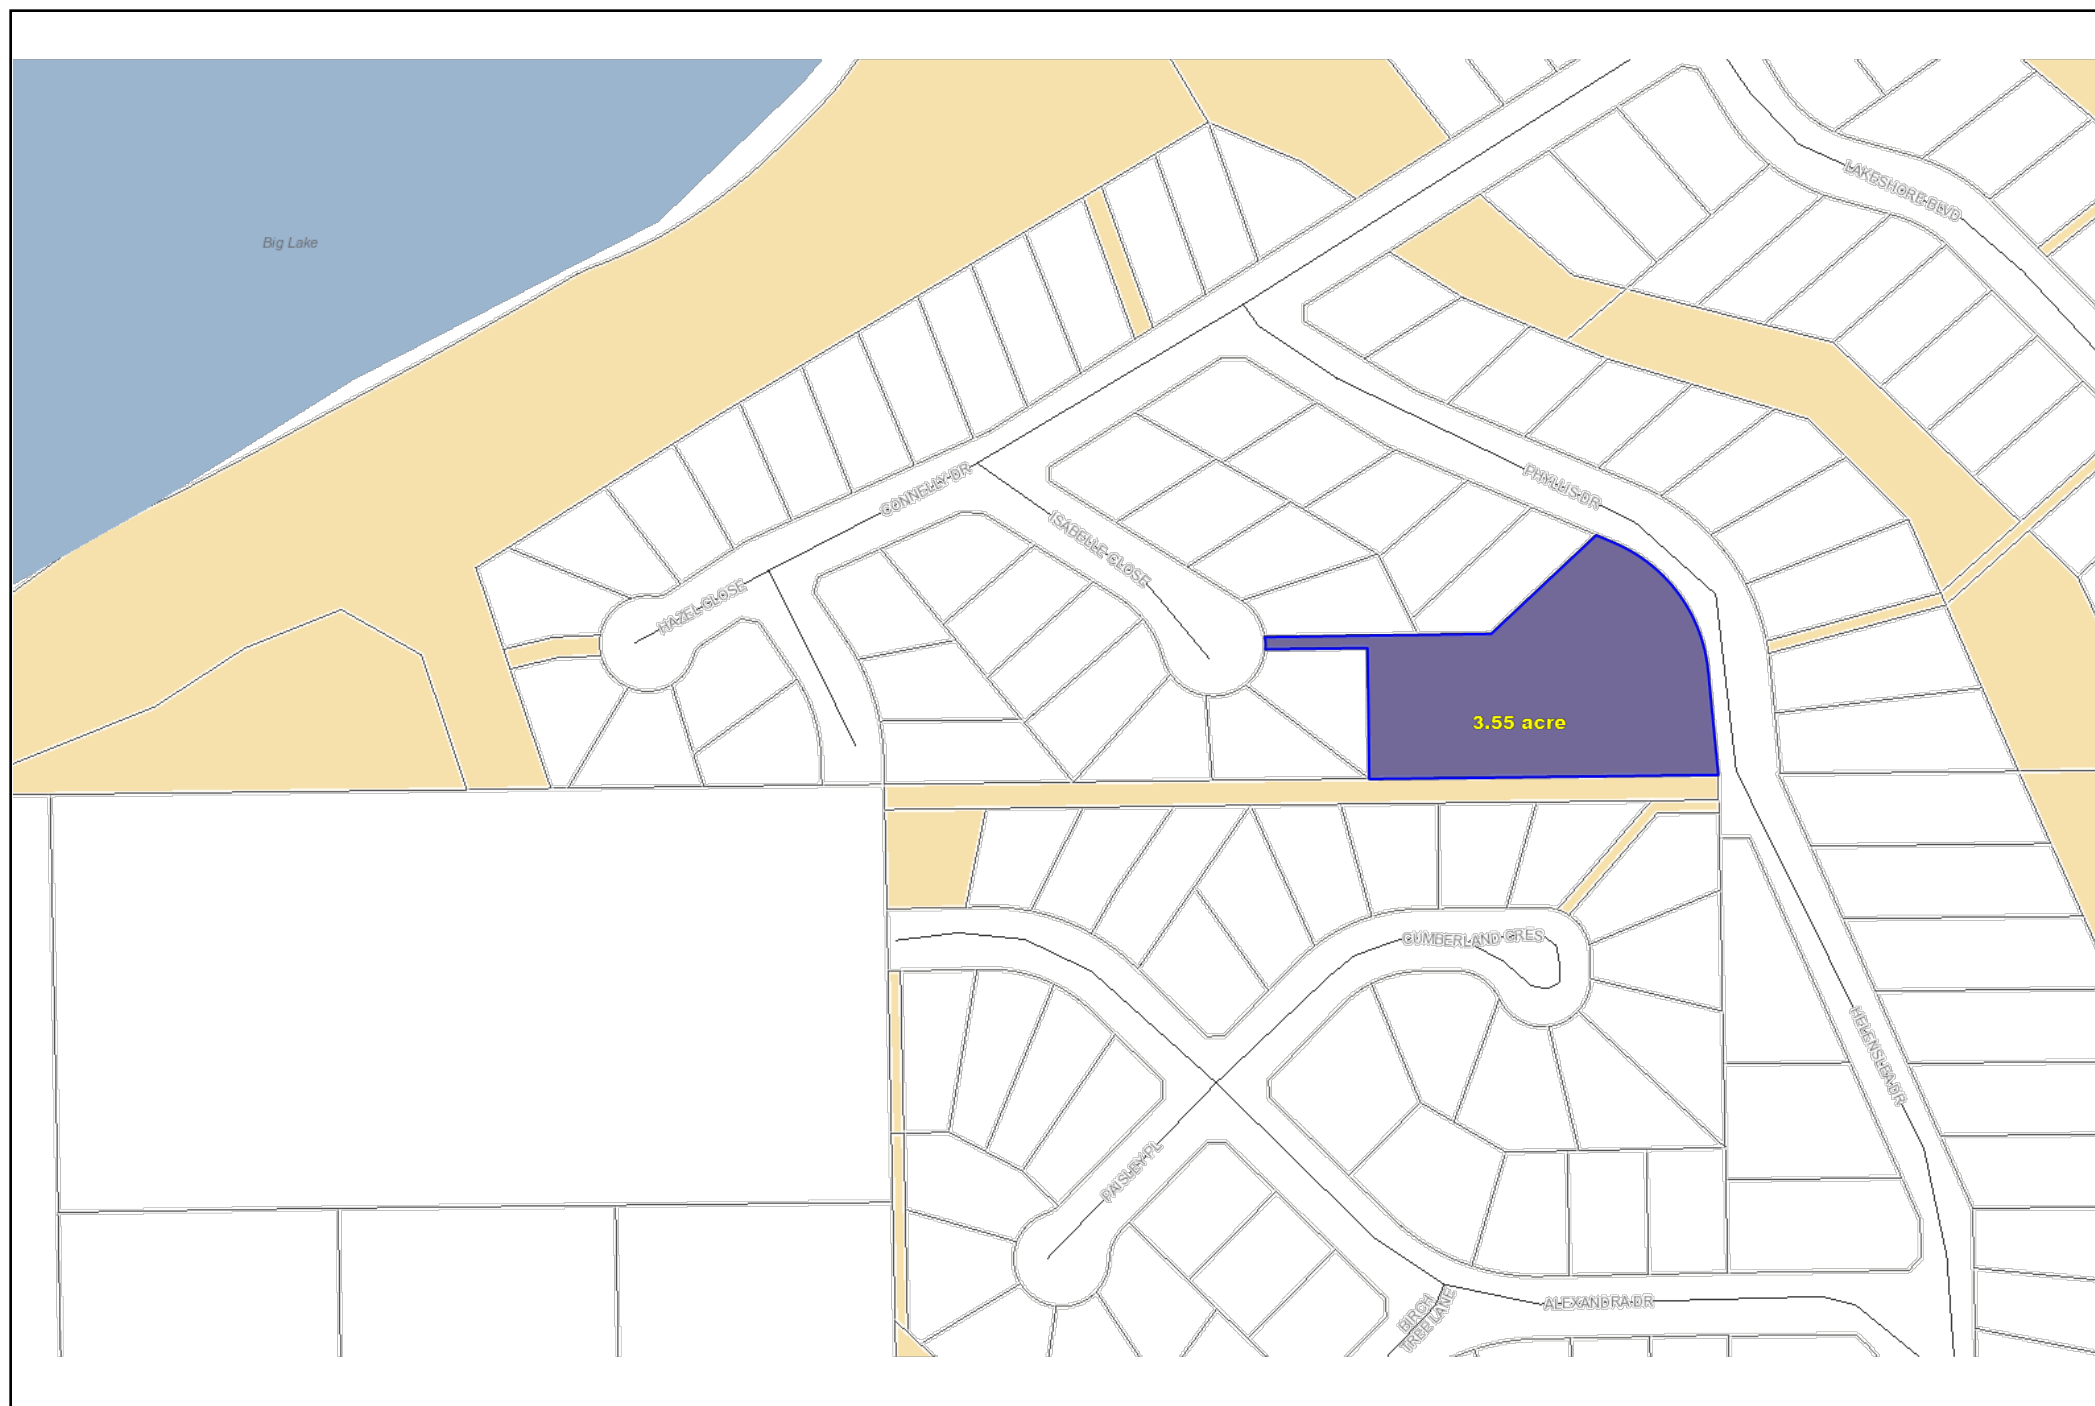 LAKESHORE BLVD
Big Lake
PHYLLIS DR
CONNELLY DR
ISABELLE CLOSE
HAZEL CLOSE
3.55 acre
CUMBERLAND CRES
HELENSLEA DR
PAISLEY PL
ALEXANDRA DR
BIRCH
TREE LANE